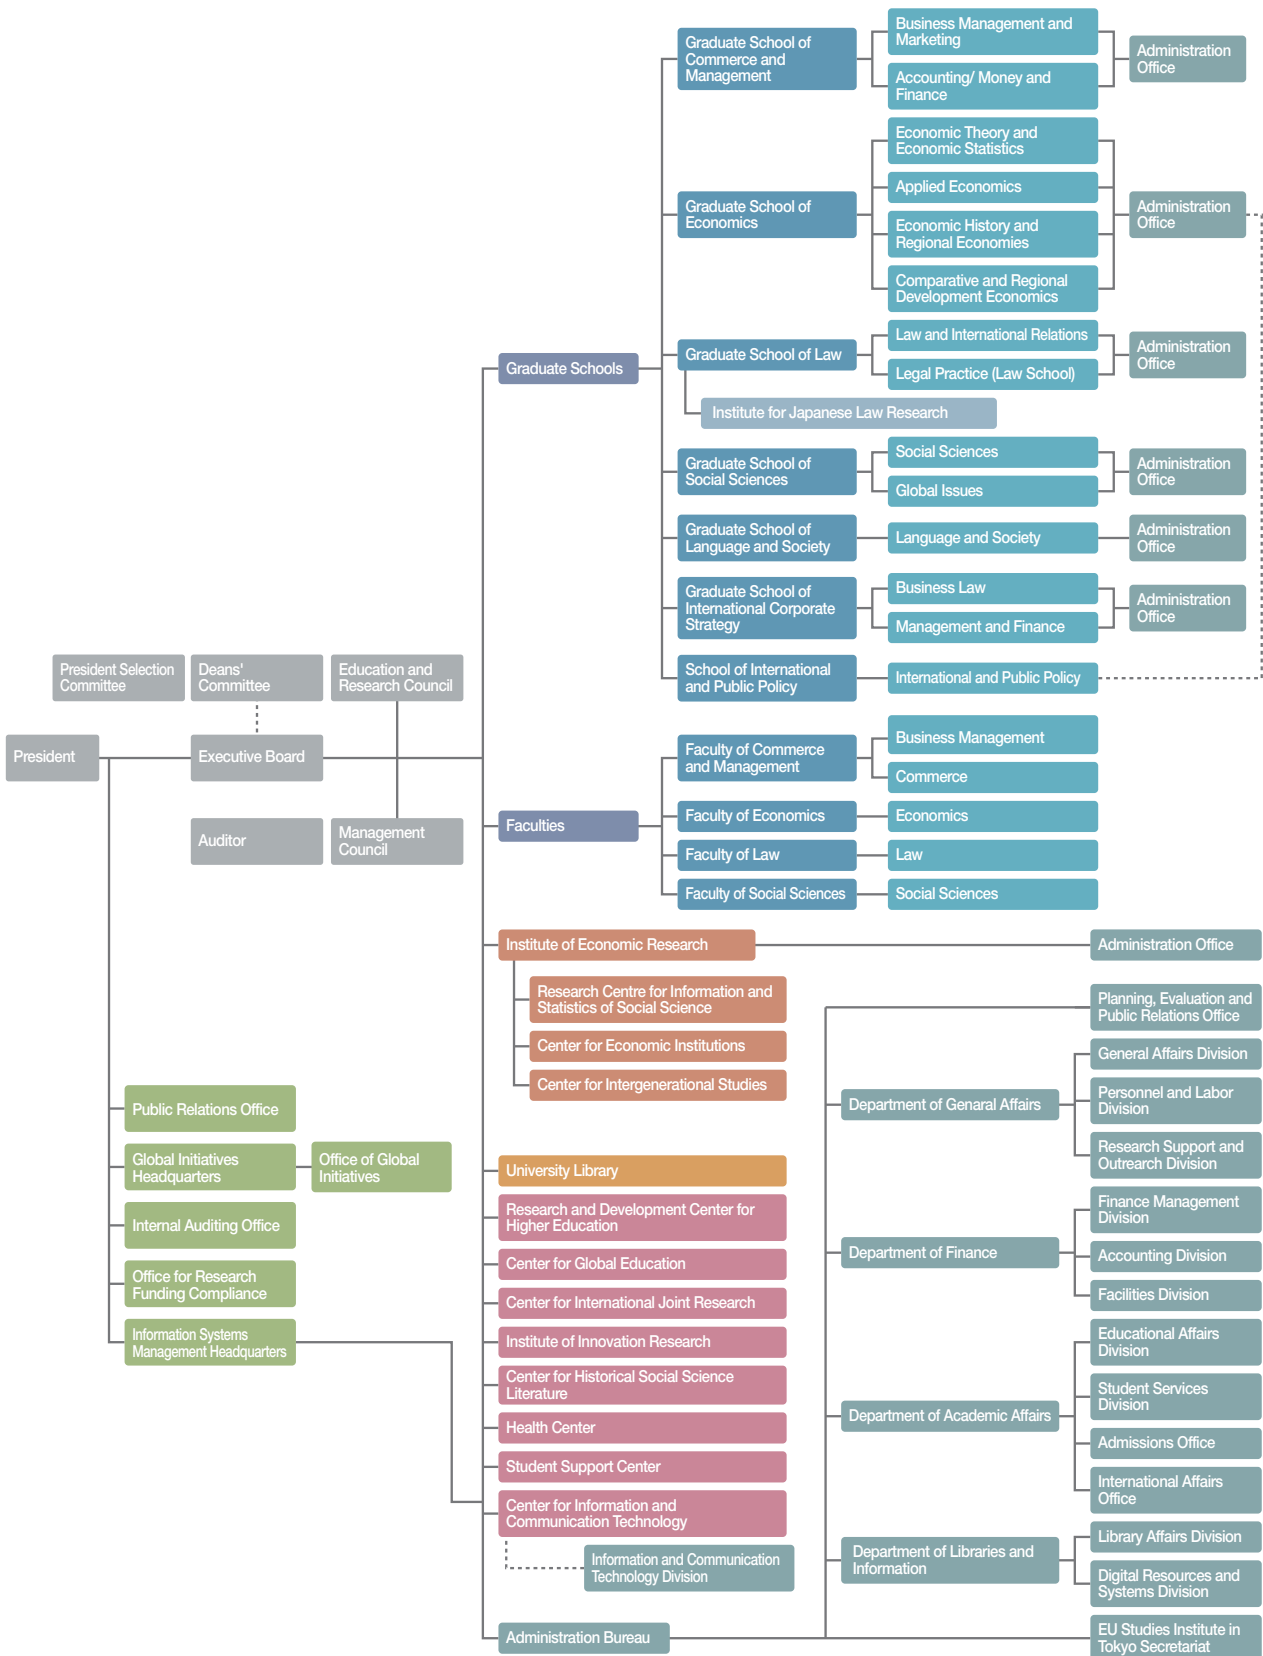 Graduate School of
Commerce and
Management
Business Management and
Marketing
Accounting/ Money and
Finance
Administration
Office
Graduate School of
Economics
Economic Theory and
Economic Statistics
Applied Economics
Economic History and
Regional Economies
Comparative and Regional
Development Economics
Administration
Office
Graduate Schools
Graduate School of Law
Law and International Relations
Legal Practice (Law School)
Administration
Office
Institute for Japanese Law Research
Graduate School of
Social Sciences
Social Sciences
Global Issues
Administration
Office
Graduate School of
Language and Society
Language and Society
Administration
Office
Graduate School of
International Corporate
Strategy
Business Law
Management and Finance
Administration
Office
School of International
and Public Policy
International and Public Policy
President Selection
Committee
Deans'
Committee
Education and
Research Council
President
Executive Board
Auditor
Management
Council
Faculties
Faculty of Commerce
and Management
Business Management
Commerce
Faculty of Economics
Economics
Faculty of Law
Law
Faculty of Social Sciences
Social Sciences
Institute of Economic Research
Administration Office
Research Centre for Information and
Statistics of Social Science
Center for Economic Institutions
Center for Intergenerational Studies
Public Relations Office
Global Initiatives
Headquarters
Office of Global
Initiatives
Internal Auditing Office
Office for Research
Funding Compliance
Information Systems
Management Headquarters
University Library
Research and Development Center for
Higher Education
Center for Global Education
Center for International Joint Research
Institute of Innovation Research
Center for Historical Social Science
Literature
Health Center
Student Support Center
Center for Information and
Communication Technology
Information and Communication
Technology Division
Administration Bureau
Planning, Evaluation and
Public Relations Office
Department of Genaral Affairs
General Affairs Division
Personnel and Labor
Division
Research Support and
Outrearch Division
Department of Finance
Finance Management
Division
Accounting Division
Facilities Division
Department of Academic Affairs
Educational Affairs
Division
Student Services
Division
Admissions Office
International Affairs
Office
Department of Libraries and
Information
Library Affairs Division
Digital Resources and
Systems Division
EU Studies Institute in
Tokyo Secretariat